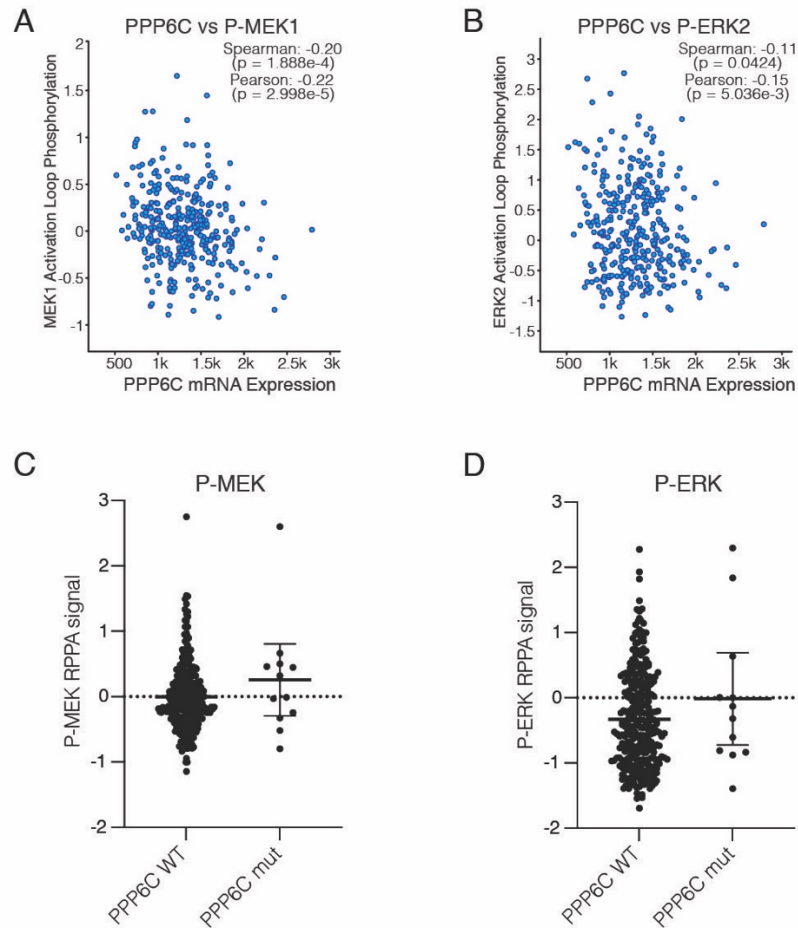 A
PPP6C vs P-MEK1
Spearman: -0.20
(p = 1.888e-4)
Pearson: -0.22
(p = 2.998e-5)
MEK1 Activation Loop Phosphorylation
2
1.5
1
0.5
0
-0.5
-1
500 1k 1.5k 2k 2.5k 3k
PPP6C mRNA Expression
B
PPP6C vs P-ERK2
Spearman: -0.11
(p = 0.0424)
Pearson: -0.15
(p = 5.036e-3)
ERK2 Activation Loop Phosphorylation
3
2.5
2
1.5
1
0.5
0
-0.5
-1
-1.5
500 1k 1.5k 2k 2.5k 3k
PPP6C mRNA Expression
C
P-MEK
P-MEK RPPA signal
3
2
1
0
-1
-2
PPP6C WT
PPP6C mut
D
P-ERK
P-ERK RPPA signal
3
2
1
0
-1
-2
PPP6C WT
PPP6C mut